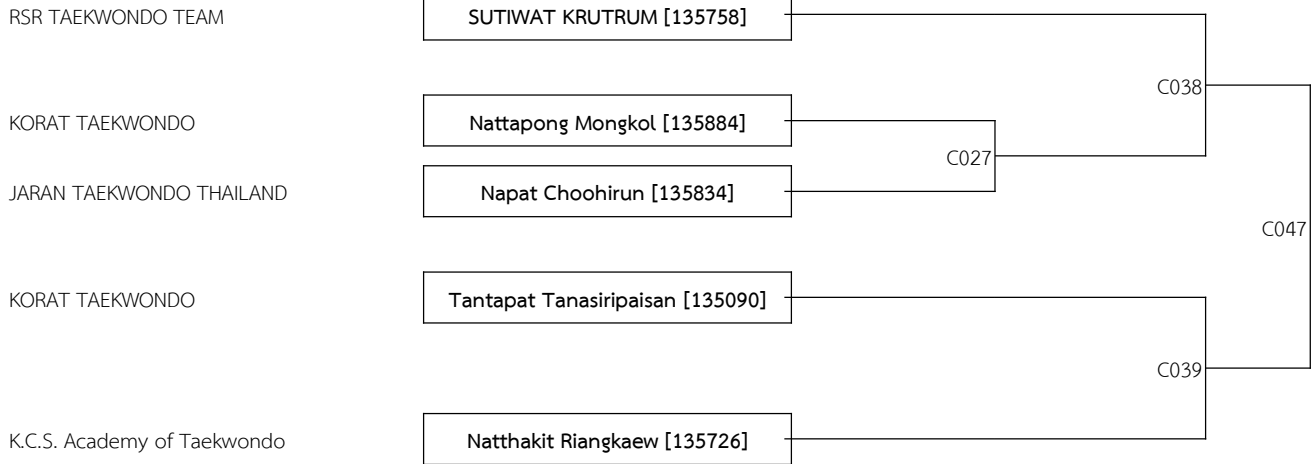 RSR TAEKWONDO TEAM SUTIWAT KRUTRUM [135758]
C038
KORAT TAEKWONDO Nattapong Mongkol [135884]
C027
JARAN TAEKWONDO THAILAND Napat Choohirun [135834]
C047
KORAT TAEKWONDO Tantapat Tanasiripaisan [135090]
C039
K.C.S. Academy of Taekwondo Natthakit Riangkaew [135726]